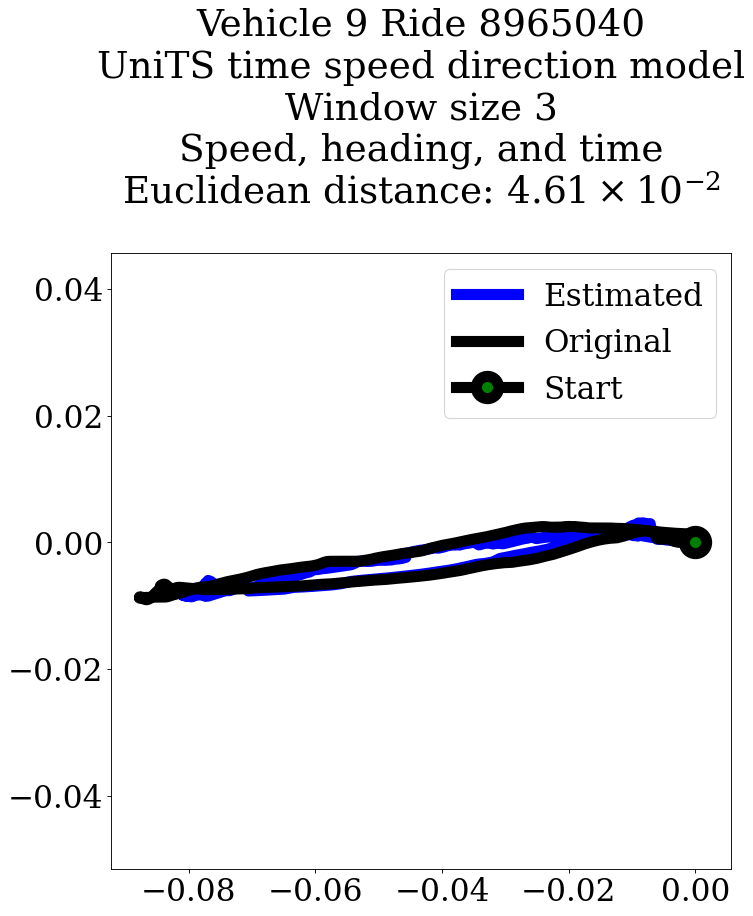 Vehicle 9 Ride 8965040
UniTS time speed direction model
Window size 3
Speed, heading, and time
Euclidean distance: 4.61 × 10⁻²
Estimated
Original
Start
0.04
0.02
0.00
−0.02
−0.04
−0.08 −0.06 −0.04 −0.02 0.00